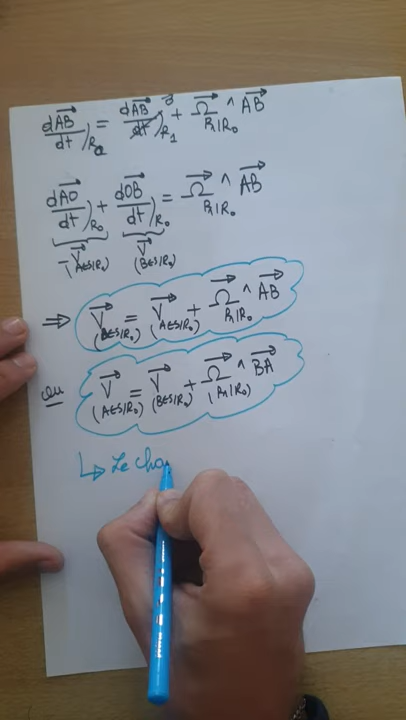 dAB⃗/dt)R₀ = dAB⃗/dt)R₁ + Ω⃗ R₁/R₀ ∧ AB⃗
dAO⃗/dt)R₀ + dOB⃗/dt)R₀ = Ω⃗ R₁/R₀ ∧ AB⃗
-V⃗(A∈S/R₀) V⃗(B∈S/R₀)
⇒ V⃗(B∈S/R₀) = V⃗(A∈S/R₀) + Ω⃗ R₁/R₀ ∧ AB⃗
ou V⃗(A∈S/R₀) = V⃗(B∈S/R₀) + Ω⃗(R₁/R₀) ∧ BA⃗
↳ Le cha